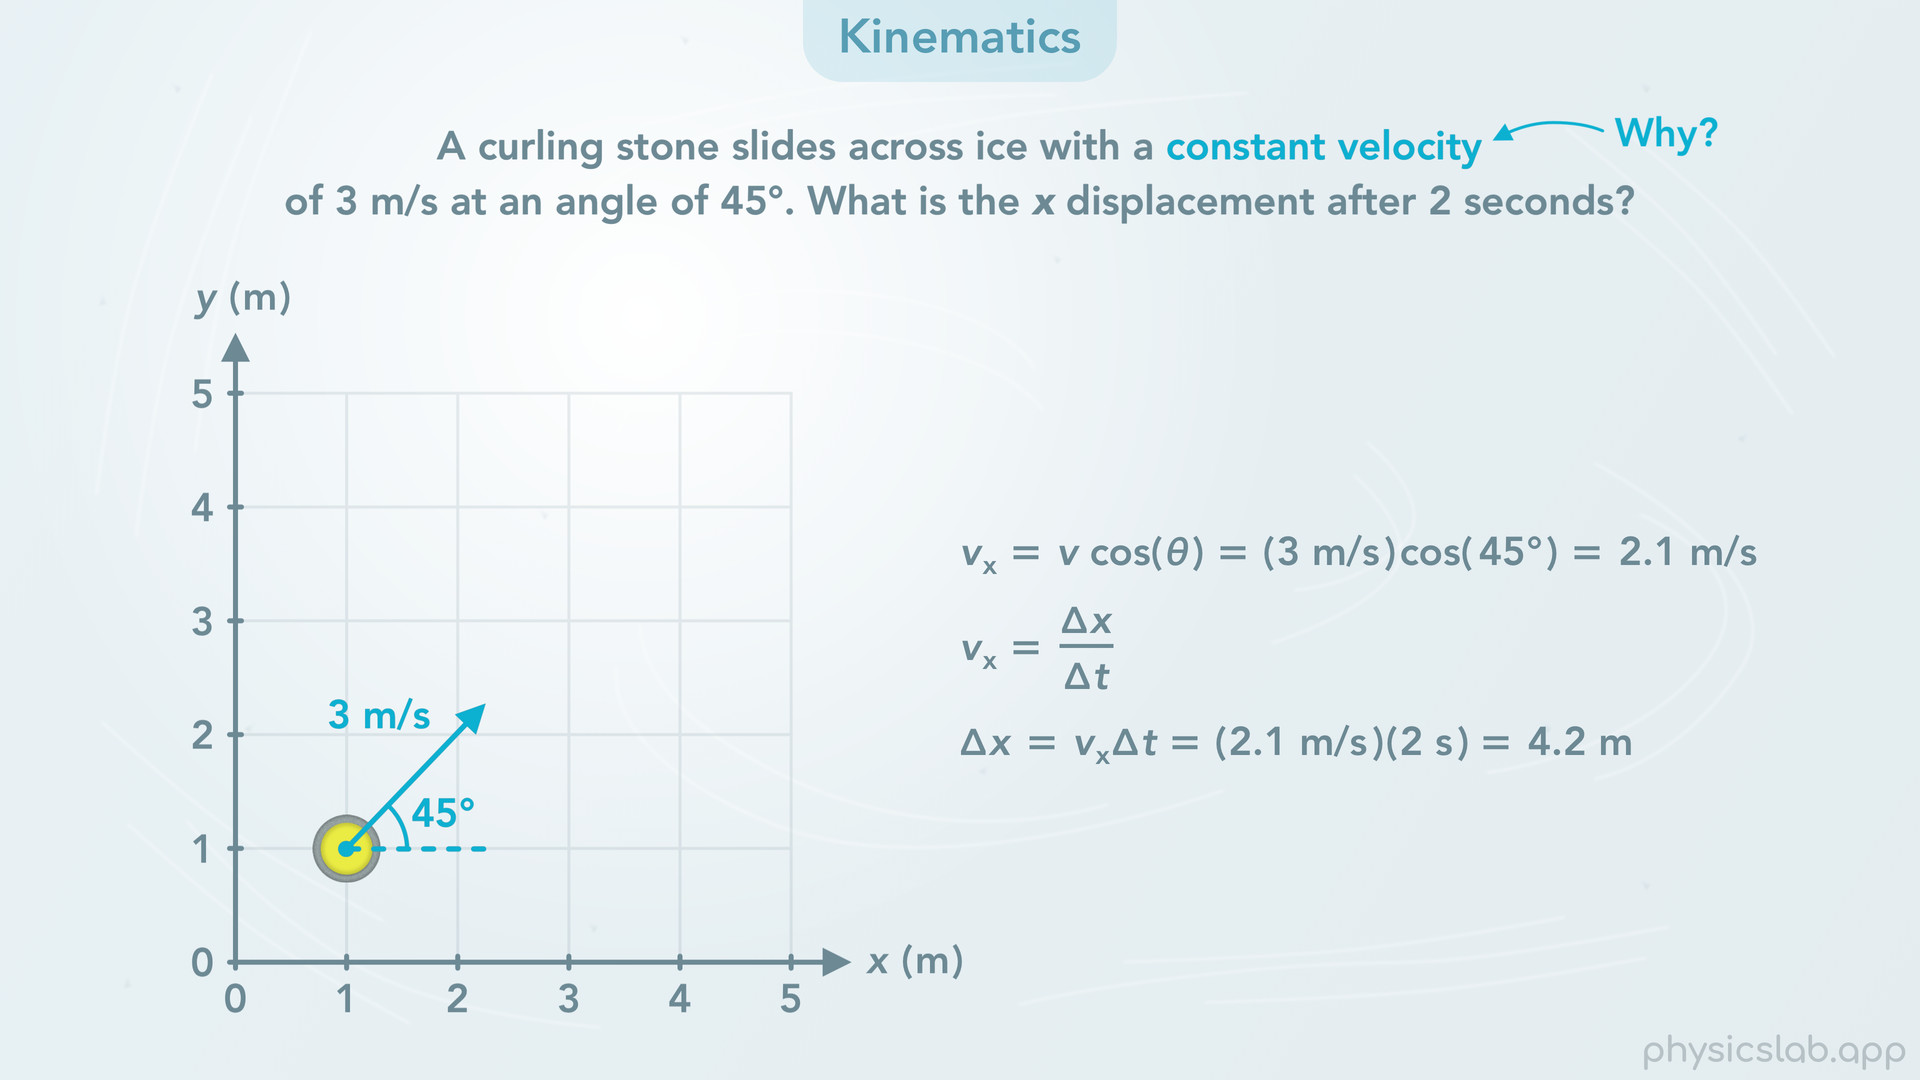 Kinematics
A curling stone slides across ice with a constant velocity
Why?
of 3 m/s at an angle of 45°. What is the x displacement after 2 seconds?
y (m)
5
4
3
2
1
0
3 m/s
45°
0 1 2 3 4 5
x (m)
vₓ = v cos(θ) = (3 m/s)cos(45°) = 2.1 m/s
vₓ = Δx/Δt
Δx = vₓΔt = (2.1 m/s)(2 s) = 4.2 m
physicslab.app